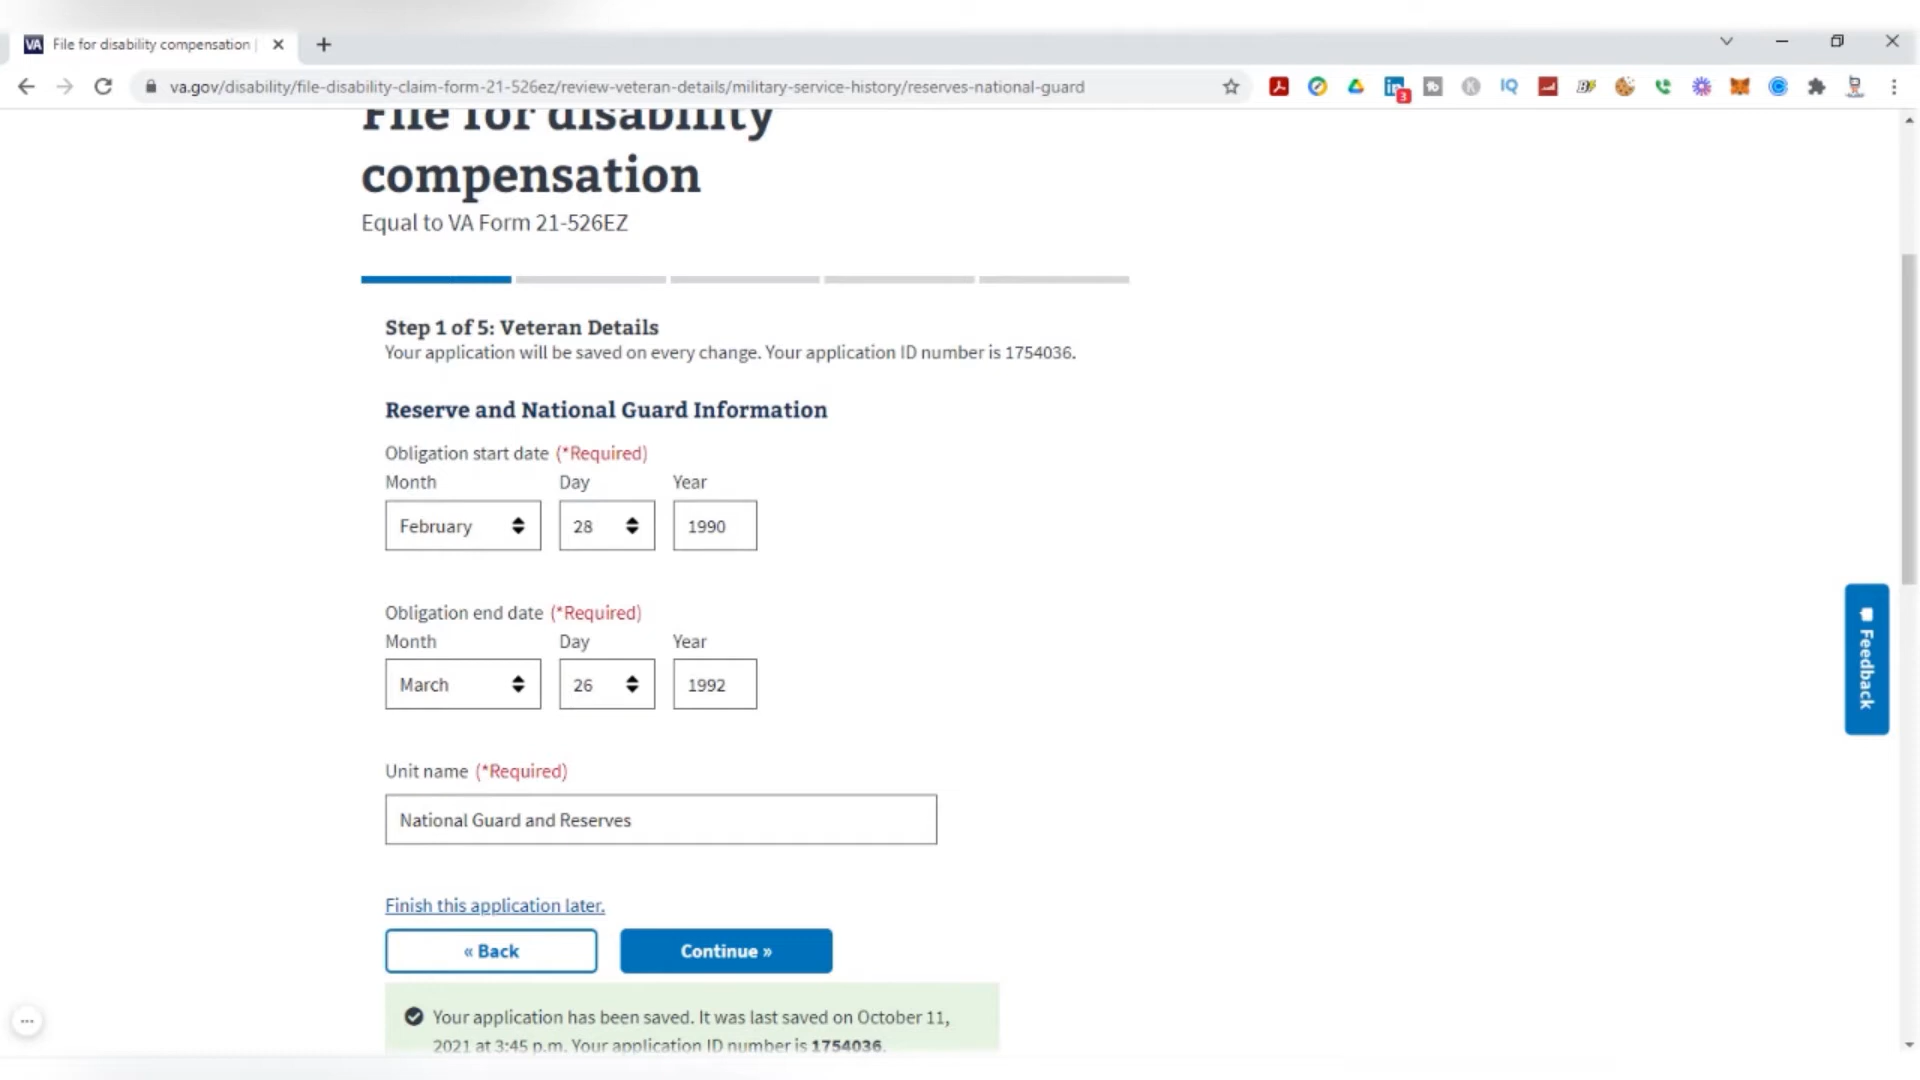 File for disability compensation |
va.gov/disability/file-disability-claim-form-21-526ez/review-veteran-details/military-service-history/reserves-national-guard
3
IQ
File for disability
compensation
Equal to VA Form 21-526EZ
Step 1 of 5: Veteran Details
Your application will be saved on every change. Your application ID number is 1754036.
Reserve and National Guard Information
Obligation start date (*Required)
Month Day Year
February 28 1990
Obligation end date (*Required)
Month Day Year
March 26 1992
Unit name (*Required)
National Guard and Reserves
Finish this application later.
« Back Continue »
Feedback
Your application has been saved. It was last saved on October 11,
2021 at 3:45 p.m. Your application ID number is 1754036.